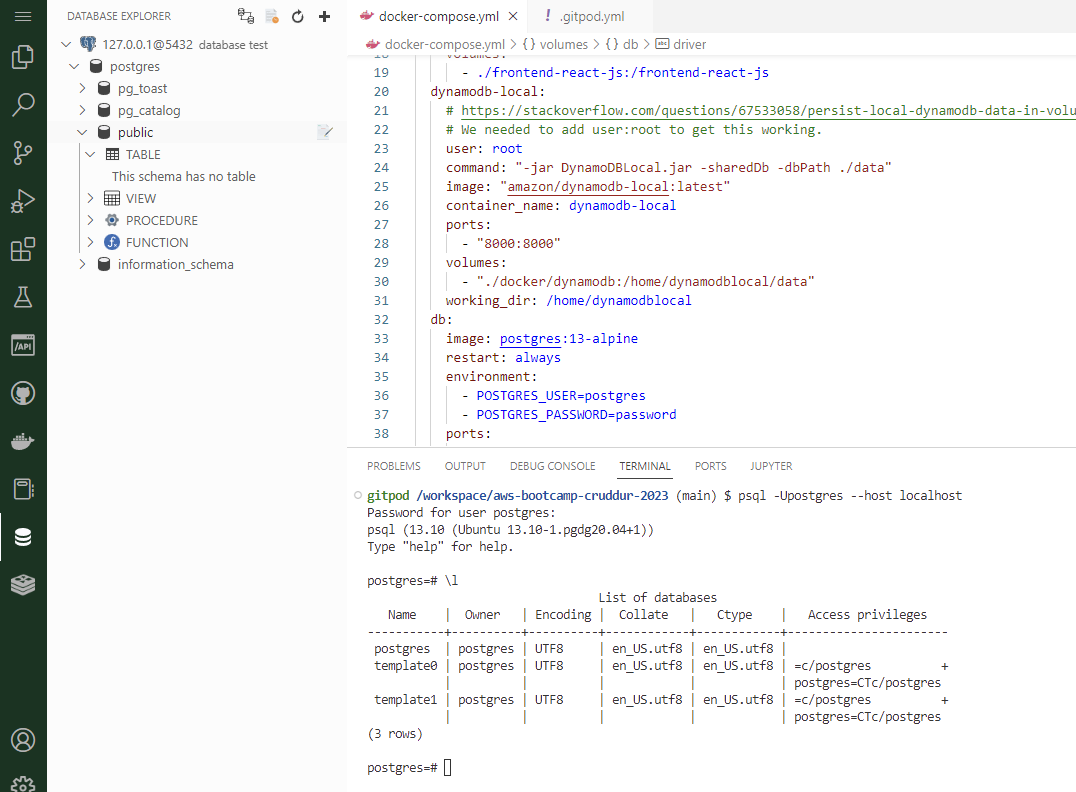 DATABASE EXPLORER
127.0.0.1@5432 database test
postgres
pg_toast
pg_catalog
public
TABLE
This schema has no table
VIEW
PROCEDURE
FUNCTION
information_schema
docker-compose.yml
! .gitpod.yml
docker-compose.yml > {} volumes > {} db > abc driver
18 volumes:
19 - ./frontend-react-js:/frontend-react-js
20 dynamodb-local:
21 # https://stackoverflow.com/questions/67533058/persist-local-dynamodb-data-in-volu
22 # We needed to add user:root to get this working.
23 user: root
24 command: "-jar DynamoDBLocal.jar -sharedDb -dbPath ./data"
25 image: "amazon/dynamodb-local:latest"
26 container_name: dynamodb-local
27 ports:
28 - "8000:8000"
29 volumes:
30 - "./docker/dynamodb:/home/dynamodblocal/data"
31 working_dir: /home/dynamodblocal
32 db:
33 image: postgres:13-alpine
34 restart: always
35 environment:
36 - POSTGRES_USER=postgres
37 - POSTGRES_PASSWORD=password
38 ports:
PROBLEMS OUTPUT DEBUG CONSOLE TERMINAL PORTS JUPYTER
gitpod /workspace/aws-bootcamp-cruddur-2023 (main) $ psql -Upostgres --host localhost
Password for user postgres:
psql (13.10 (Ubuntu 13.10-1.pgdg20.04+1))
Type "help" for help.
postgres=# \l
List of databases
Name | Owner | Encoding | Collate | Ctype | Access privileges
-----------+----------+----------+------------+------------+-----------------------
postgres | postgres | UTF8 | en_US.utf8 | en_US.utf8 |
template0 | postgres | UTF8 | en_US.utf8 | en_US.utf8 | =c/postgres +
| | | | | postgres=CTc/postgres
template1 | postgres | UTF8 | en_US.utf8 | en_US.utf8 | =c/postgres +
| | | | | postgres=CTc/postgres
(3 rows)
postgres=#